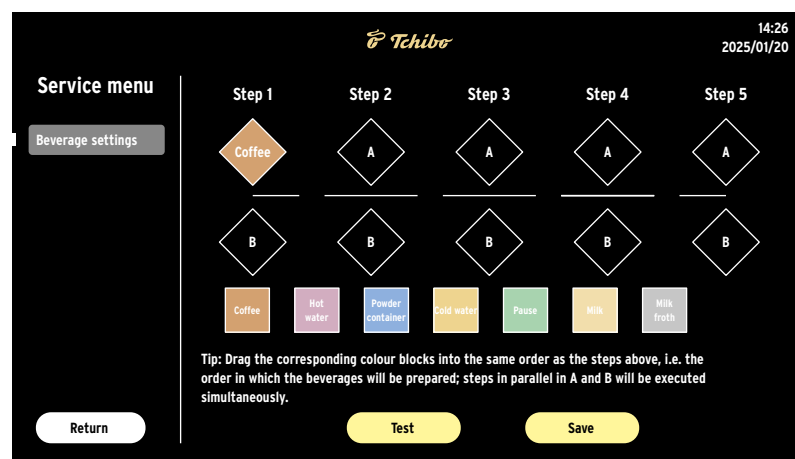 Tchibo
14:26
2025/01/20
Service menu
Beverage settings
Step 1
Step 2
Step 3
Step 4
Step 5
Coffee
A
A
A
A
B
B
B
B
B
Coffee
Hot
water
Powder
container
Cold water
Pause
Milk
Milk
froth
Tip: Drag the corresponding colour blocks into the same order as the steps above, i.e. the
order in which the beverages will be prepared; steps in parallel in A and B will be executed
simultaneously.
Return
Test
Save